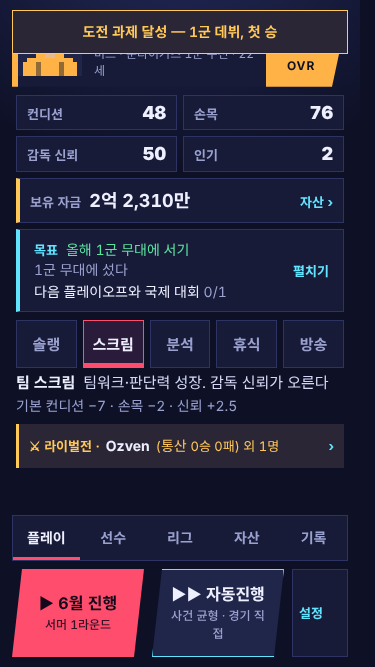 도전 과제 달성 — 1군 데뷔, 첫 승
세
OVR
컨디션 48
손목 76
감독 신뢰 50
인기 2
보유 자금 2억 2,310만 자산 ›
목표 올해 1군 무대에 서기
1군 무대에 섰다
펼치기
다음 플레이오프와 국제 대회 0/1
솔랭 스크림 분석 휴식 방송
팀 스크림 팀워크·판단력 성장. 감독 신뢰가 오른다
기본 컨디션 −7 · 손목 −2 · 신뢰 +2.5
⚔ 라이벌전 · Ozven (통산 0승 0패) 외 1명 ›
플레이 선수 리그 자산 기록
▶ 6월 진행
서머 1라운드
▶▶ 자동진행
사건 균형 · 경기 직
접
설정